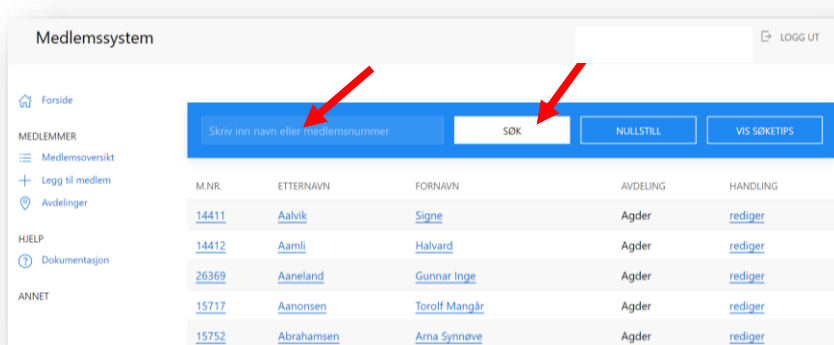 Medlemssystem
LOGG UT
Forside
MEDLEMMER
Medlemsoversikt
Legg til medlem
Avdelinger
HJELP
Dokumentasjon
ANNET
Skriv inn navn eller medlemsnummer SØK NULLSTILL VIS SØKETIPS
M.NR. ETTERNAVN FORNAVN AVDELING HANDLING
14411 Aalvik Signe Agder rediger
14412 Aamli Halvard Agder rediger
26369 Aaneland Gunnar Inge Agder rediger
15717 Aanonsen Torolf Mangår Agder rediger
15752 Abrahamsen Arna Synnøve Agder rediger